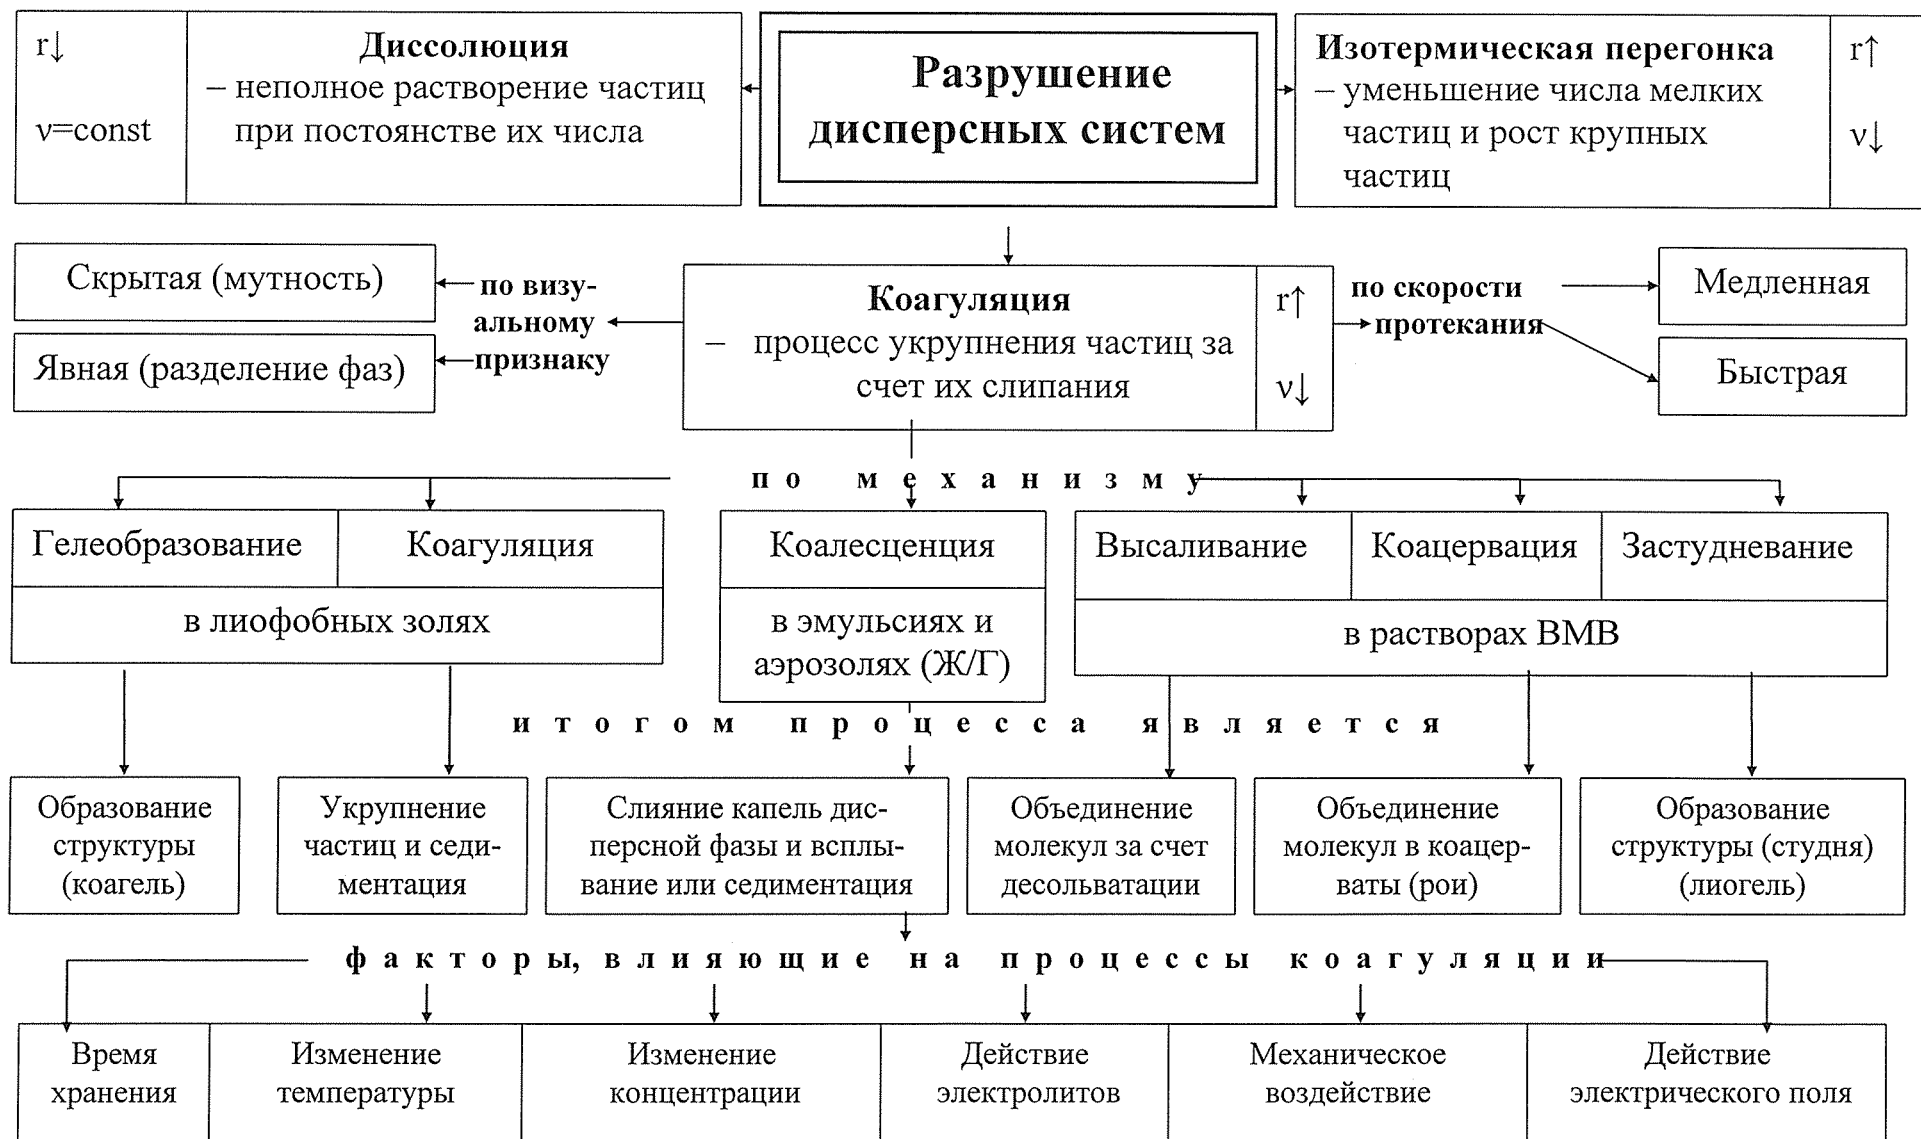 r↓
ν=const
Диссолюция
– неполное растворение частиц
при постоянстве их числа
Разрушение
дисперсных систем
Изотермическая перегонка
– уменьшение числа мелких
частиц и рост крупных
частиц
r↑
ν↓
Скрытая (мутность)
Явная (разделение фаз)
по визу-
альному
признаку
Коагуляция
– процесс укрупнения частиц за
счет их слипания
r↑
ν↓
по скорости
протекания
Медленная
Быстрая
по механизму
Гелеобразование
Коагуляция
в лиофобных золях
Коалесценция
в эмульсиях и
аэрозолях (Ж/Г)
Высаливание
Коацервация
Застудневание
в растворах ВМВ
итогом процесса является
Образование
структуры
(коагель)
Укрупнение
частиц и седи-
ментация
Слияние капель дис-
персной фазы и всплы-
вание или седиментация
Объединение
молекул за счет
десольватации
Объединение
молекул в коацер-
ваты (рои)
Образование
структуры (студня)
(лиогель)
факторы, влияющие на процессы коагуляции
Время
хранения
Изменение
температуры
Изменение
концентрации
Действие
электролитов
Механическое
воздействие
Действие
электрического поля